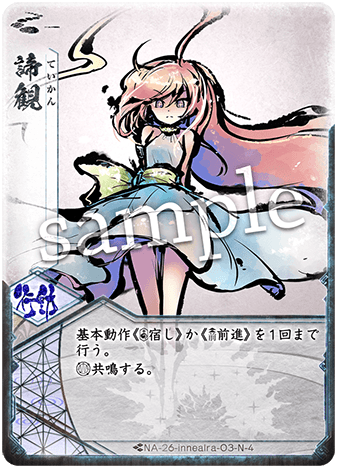 ていかん
諦観
sample
行動
基本動作《宿し》か《前進》を１回まで
行う。
共鳴する。
NA-26-innealra-O3-N-4